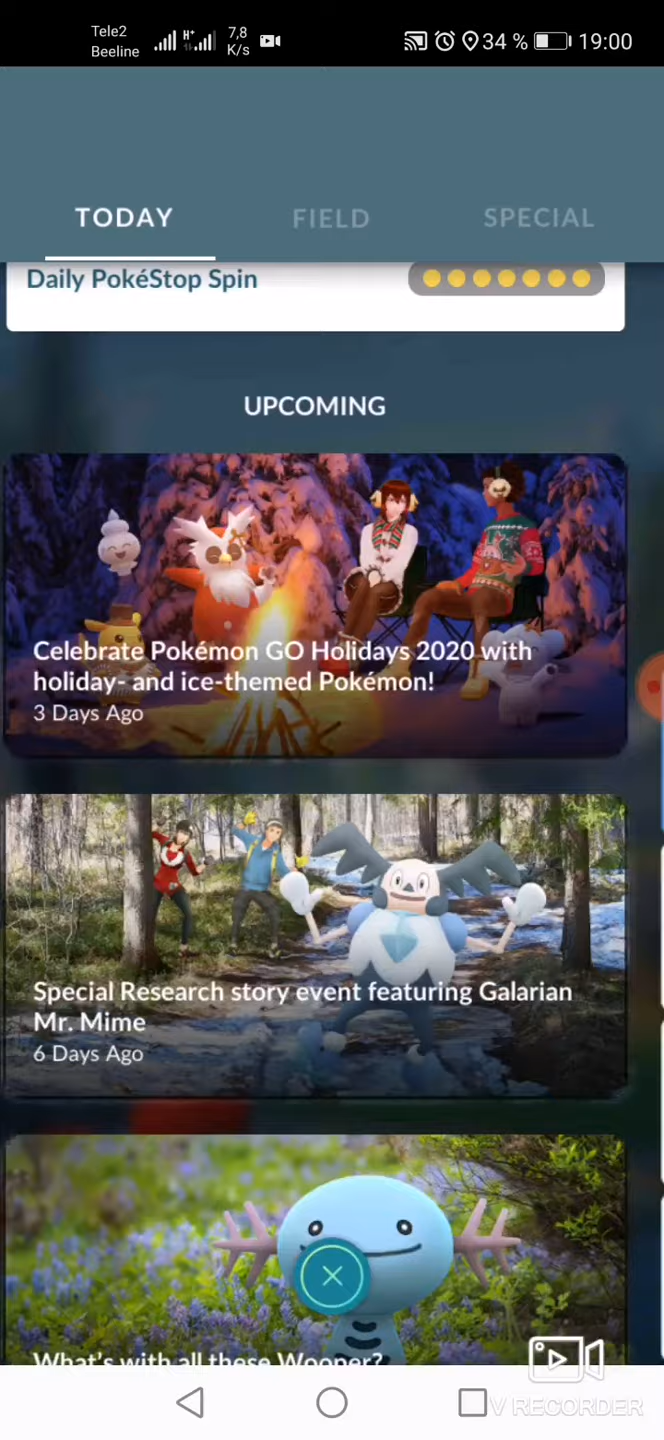 Tele2
Beeline
H+
7,8
K/s
34 %
19:00
TODAY
FIELD
SPECIAL
Daily PokéStop Spin
UPCOMING
Celebrate Pokémon GO Holidays 2020 with
holiday- and ice-themed Pokémon!
3 Days Ago
Special Research story event featuring Galarian
Mr. Mime
6 Days Ago
What's with all these Wooper?
V RECORDER